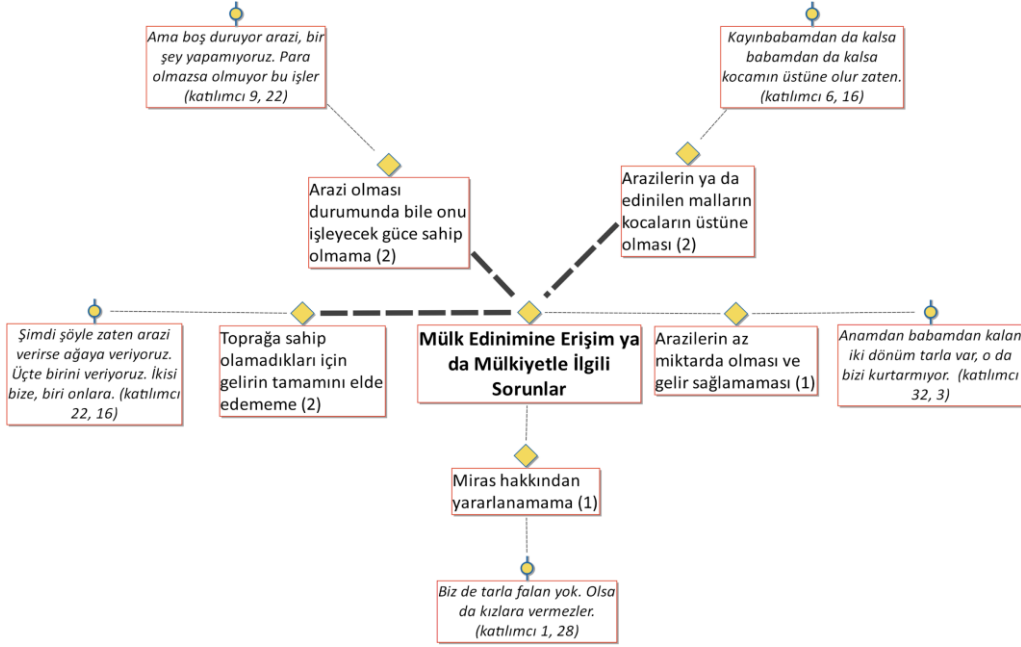 Ama boş duruyor arazi, bir
şey yapamıyoruz. Para
olmazsa olmuyor bu işler
(katılımcı 9, 22)
Kayınbabamdan da kalsa
babamdan da kalsa
kocamın üstüne olur zaten.
(katılımcı 6, 16)
Arazi olması
durumunda bile onu
işleyecek güce sahip
olmama (2)
Arazilerin ya da
edinilen malların
kocaların üstüne
olması (2)
Şimdi şöyle zaten arazi
verirse ağaya veriyoruz.
Üçte birini veriyoruz. İkisi
bize, biri onlara. (katılımcı
22, 16)
Toprağa sahip
olamadıkları için
gelirin tamamını elde
edememe (2)
Mülk Edinimine Erişim ya
da Mülkiyetle İlgili
Sorunlar
Arazilerin az
miktarda olması ve
gelir sağlamaması (1)
Anamdan babamdan kalan
iki dönüm tarla var, o da
bizi kurtarmıyor. (katılımcı
32, 3)
Miras hakkından
yararlanamama (1)
Biz de tarla falan yok. Olsa
da kızlara vermezler.
(katılımcı 1, 28)